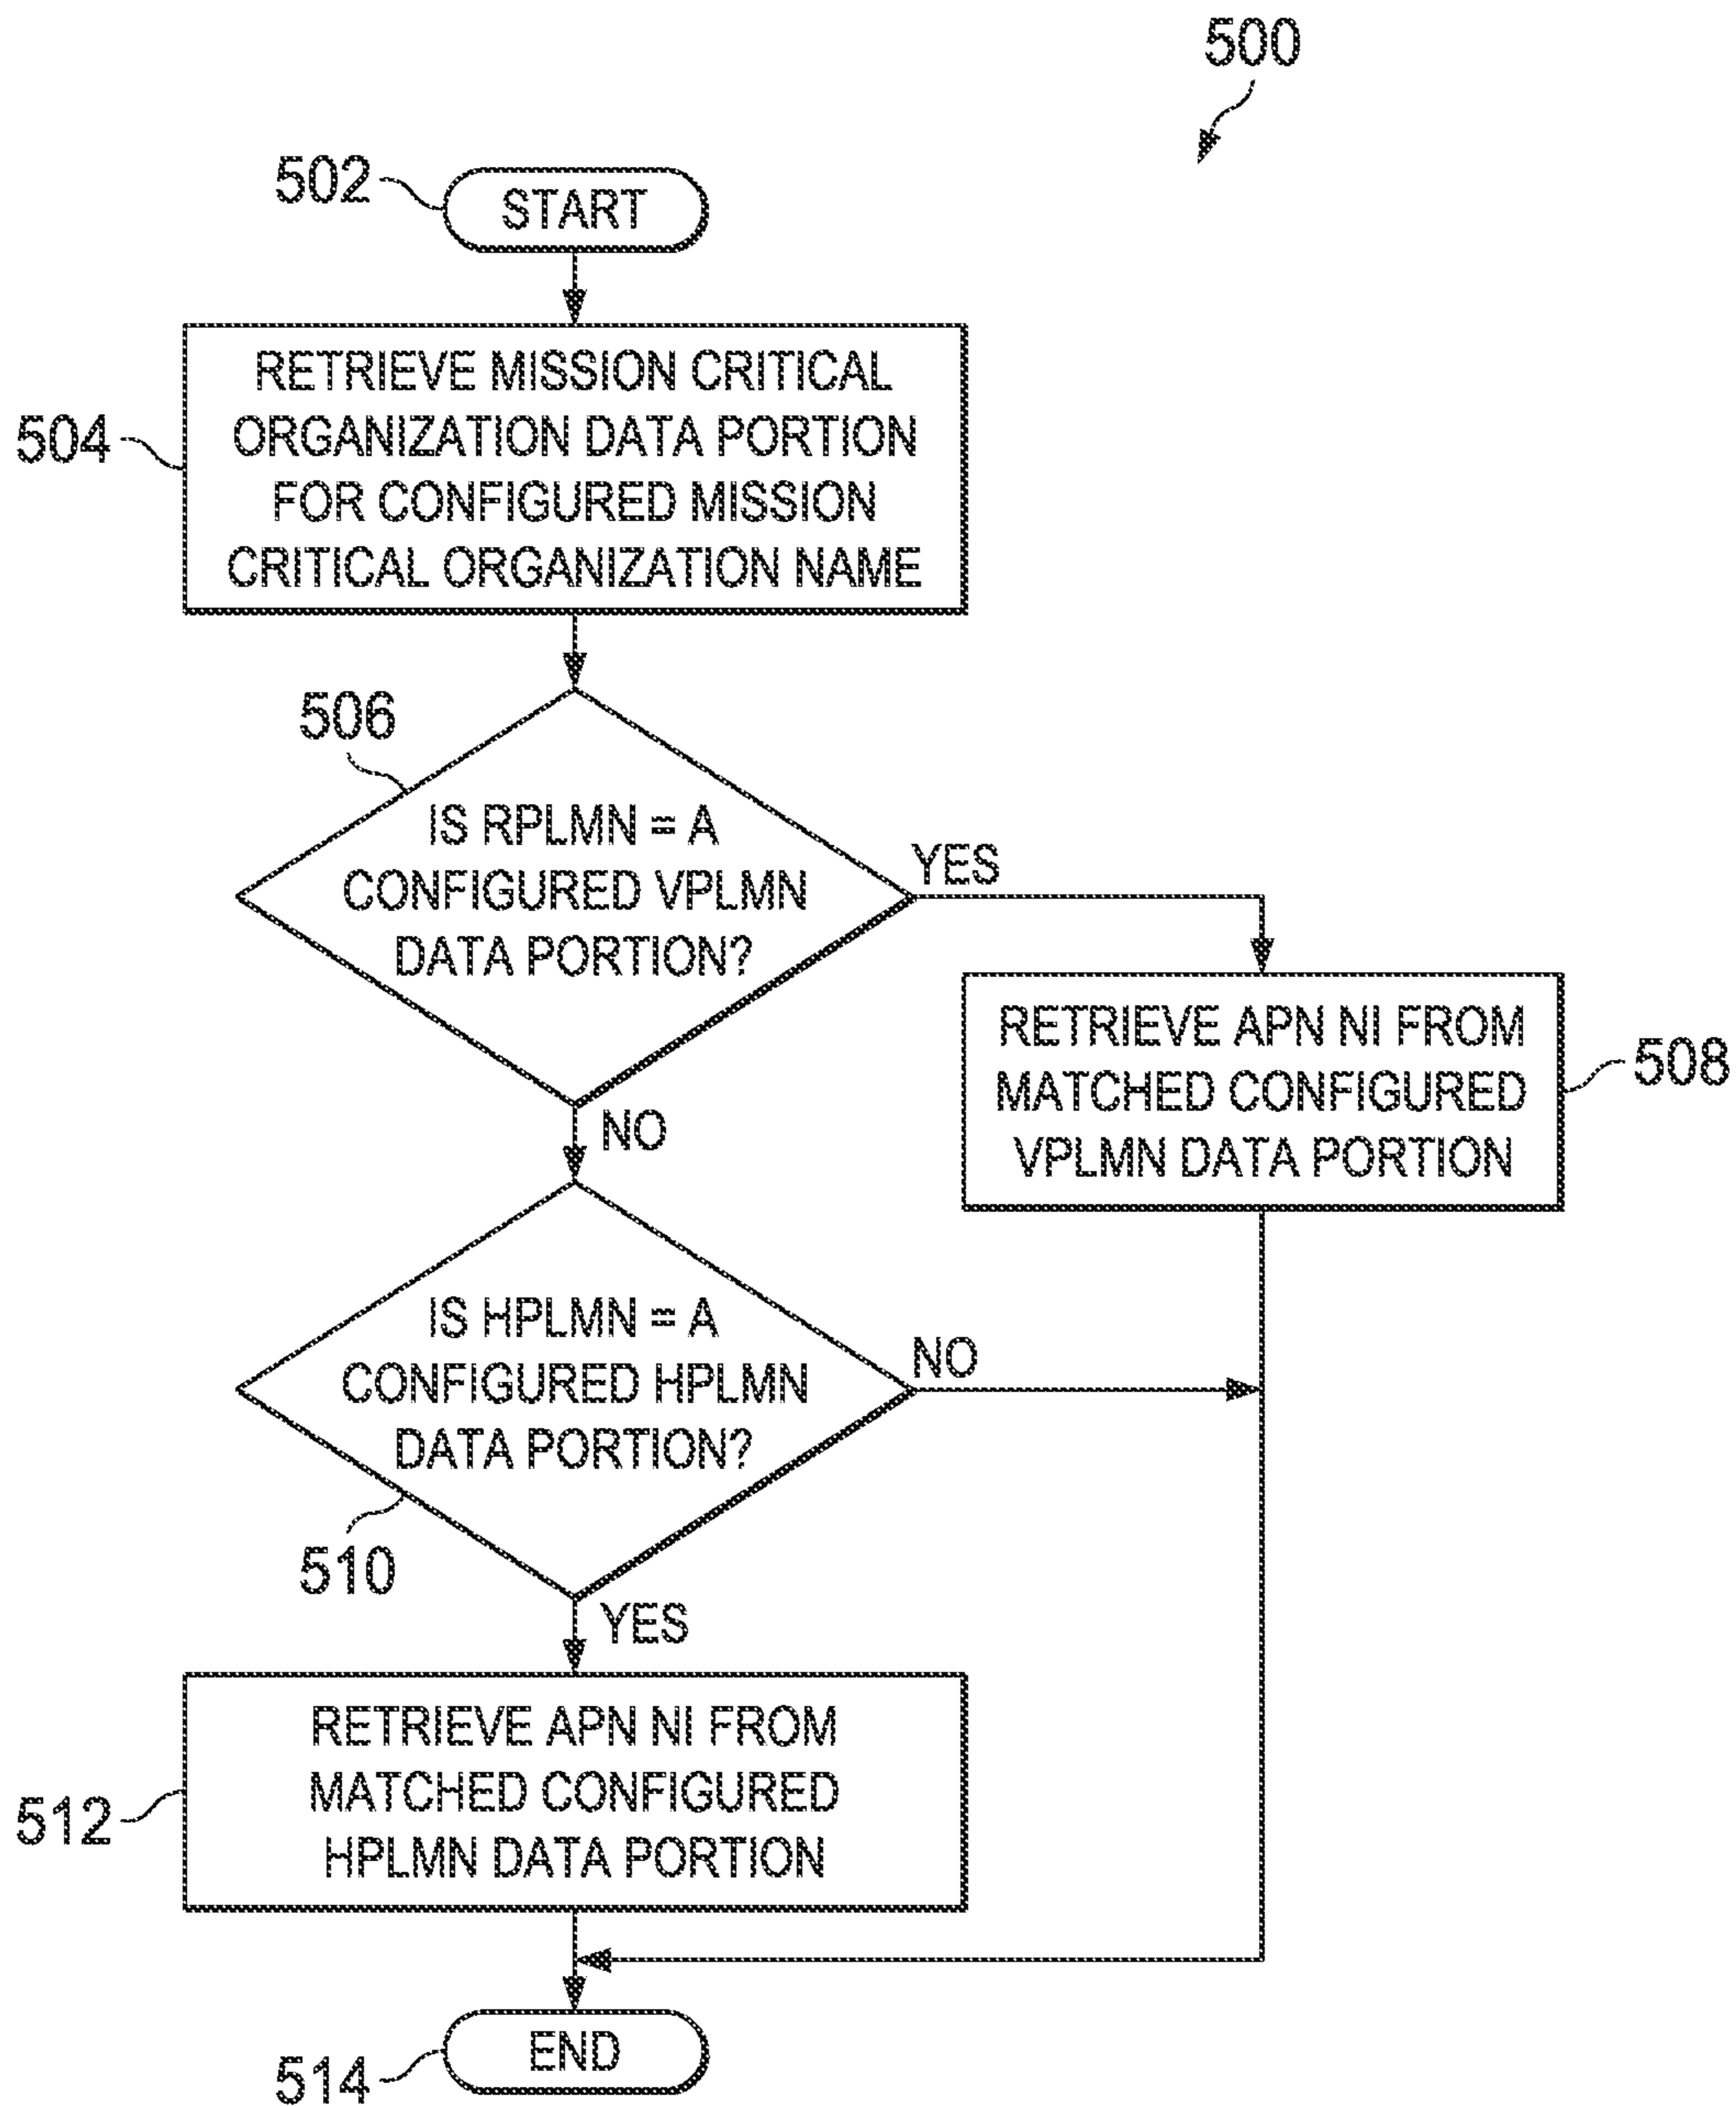 500
502
START
504
RETRIEVE MISSION CRITICAL
ORGANIZATION DATA PORTION
FOR CONFIGURED MISSION
CRITICAL ORGANIZATION NAME
506
IS RPLMN = A
CONFIGURED VPLMN
DATA PORTION?
YES
NO
RETRIEVE APN NI FROM
MATCHED CONFIGURED
VPLMN DATA PORTION
508
IS HPLMN = A
CONFIGURED HPLMN
DATA PORTION?
NO
510
YES
RETRIEVE APN NI FROM
MATCHED CONFIGURED
HPLMN DATA PORTION
512
END
514